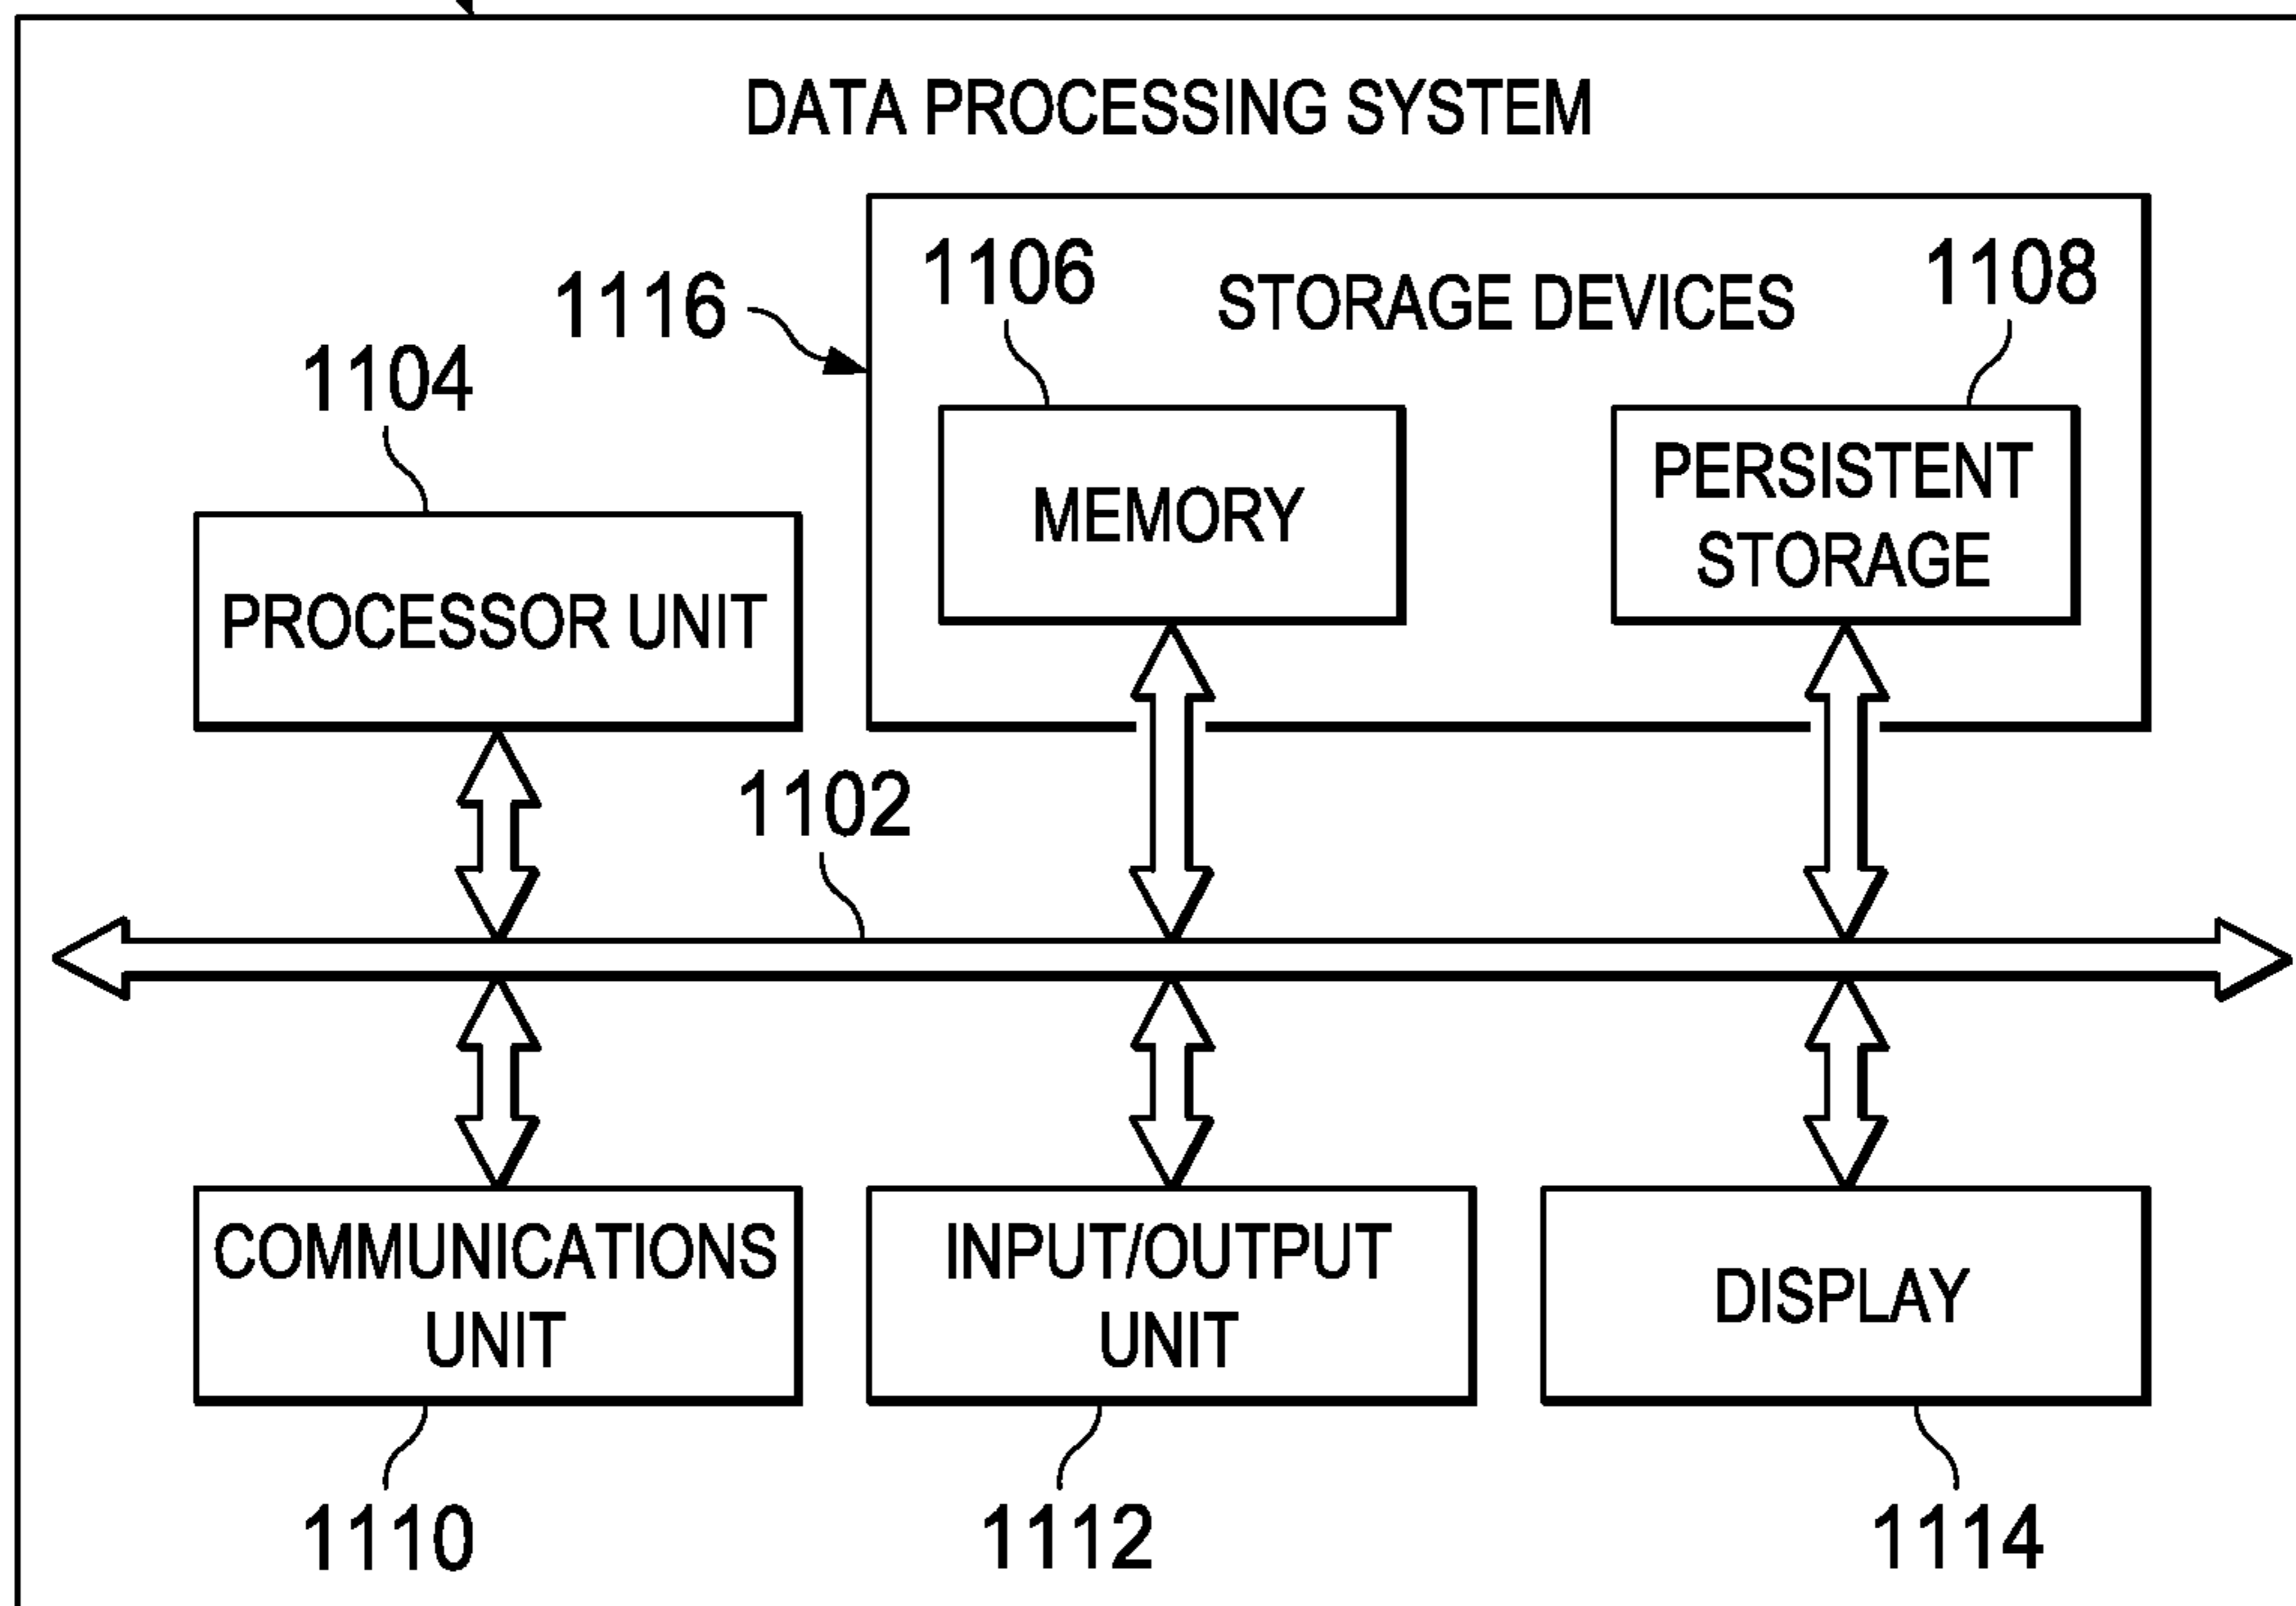 DATA PROCESSING SYSTEM
1116
1106
STORAGE DEVICES
1108
1104
MEMORY
PERSISTENT
STORAGE
PROCESSOR UNIT
1102
COMMUNICATIONS
UNIT
INPUT/OUTPUT
UNIT
DISPLAY
1110
1112
1114